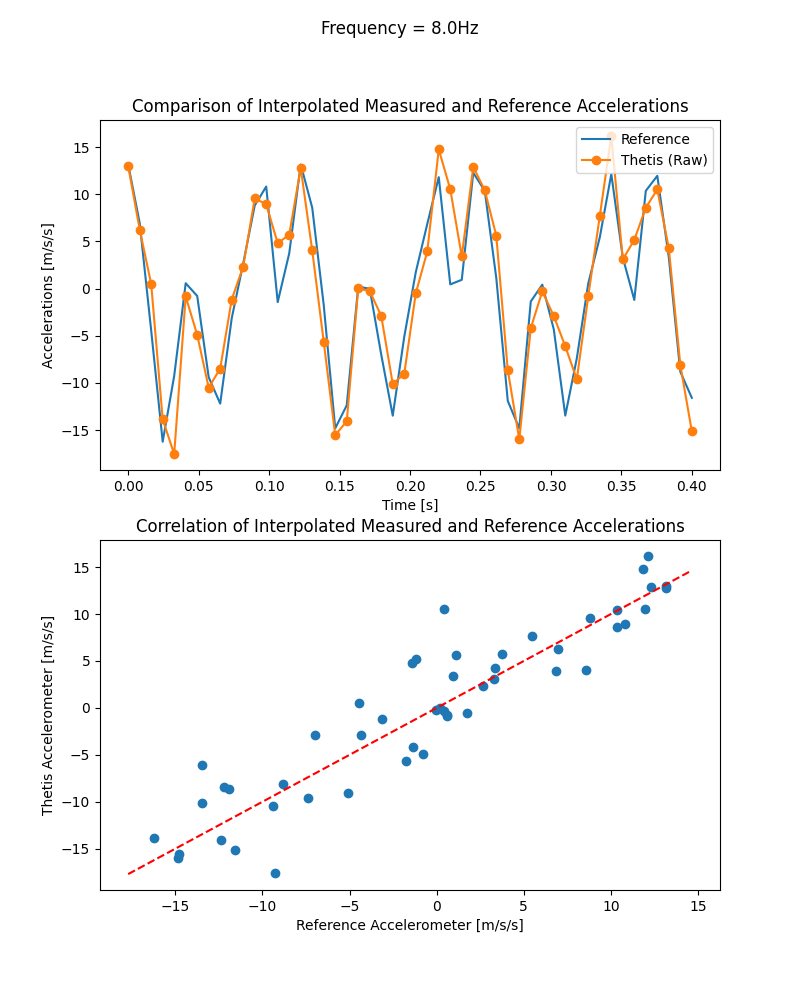 Frequency = 8.0Hz
Comparison of Interpolated Measured and Reference Accelerations
Reference
Thetis (Raw)
Accelerations [m/s/s]
15
10
5
0
−5
−10
−15
0.00 0.05 0.10 0.15 0.20 0.25 0.30 0.35 0.40
Time [s]
Correlation of Interpolated Measured and Reference Accelerations
Thetis Accelerometer [m/s/s]
15
10
5
0
−5
−10
−15
−15 −10 −5 0 5 10 15
Reference Accelerometer [m/s/s]